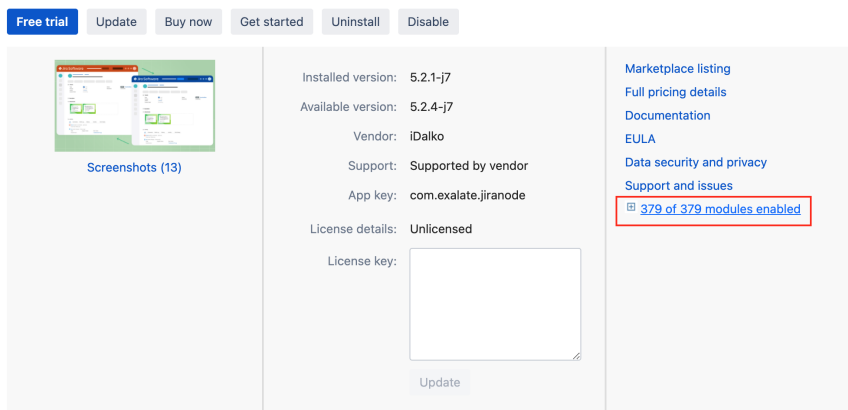 Free trial
Update
Buy now
Get started
Uninstall
Disable
Screenshots (13)
Installed version: 5.2.1-j7
Available version: 5.2.4-j7
Vendor: iDalko
Support: Supported by vendor
App key: com.exalate.jiranode
License details: Unlicensed
License key:
Update
Marketplace listing
Full pricing details
Documentation
EULA
Data security and privacy
Support and issues
379 of 379 modules enabled